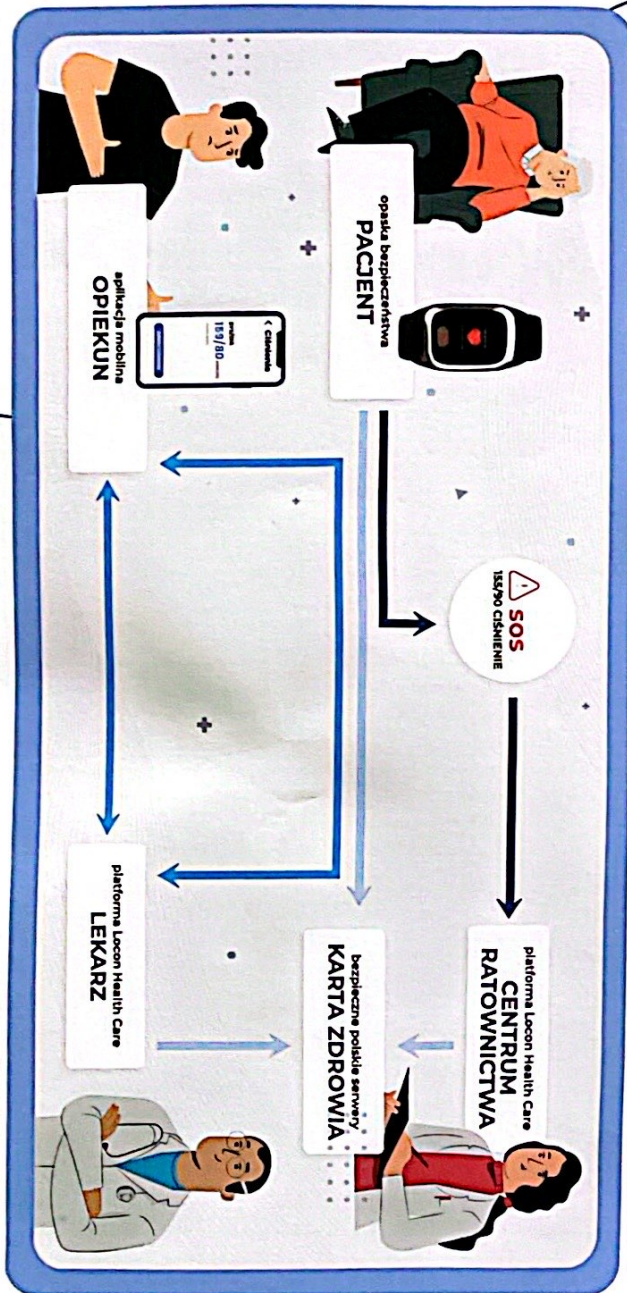 SOS
155/90 CIŚNIENIE
platforma Locon Health Care
CENTRUM
RATOWNICTWA
opaska bezpieczeństwa
PACJENT
bezpieczne polskie serwery
KARTA ZDROWIA
< Ciśnienie
159/80
aplikacja mobilna
OPIEKUN
platforma Locon Health Care
LEKARZ